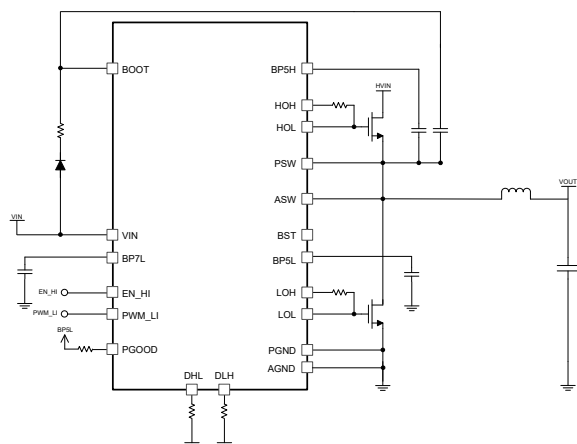 BOOT
BP5H
HVIN
HOH
HOL
PSW
VOUT
ASW
VIN
VIN
BST
BP7L
BP5L
EN_HI
EN_HI
LOH
PWM_LI
PWM_LI
LOL
BP5L
PGOOD
PGND
AGND
DHL
DLH